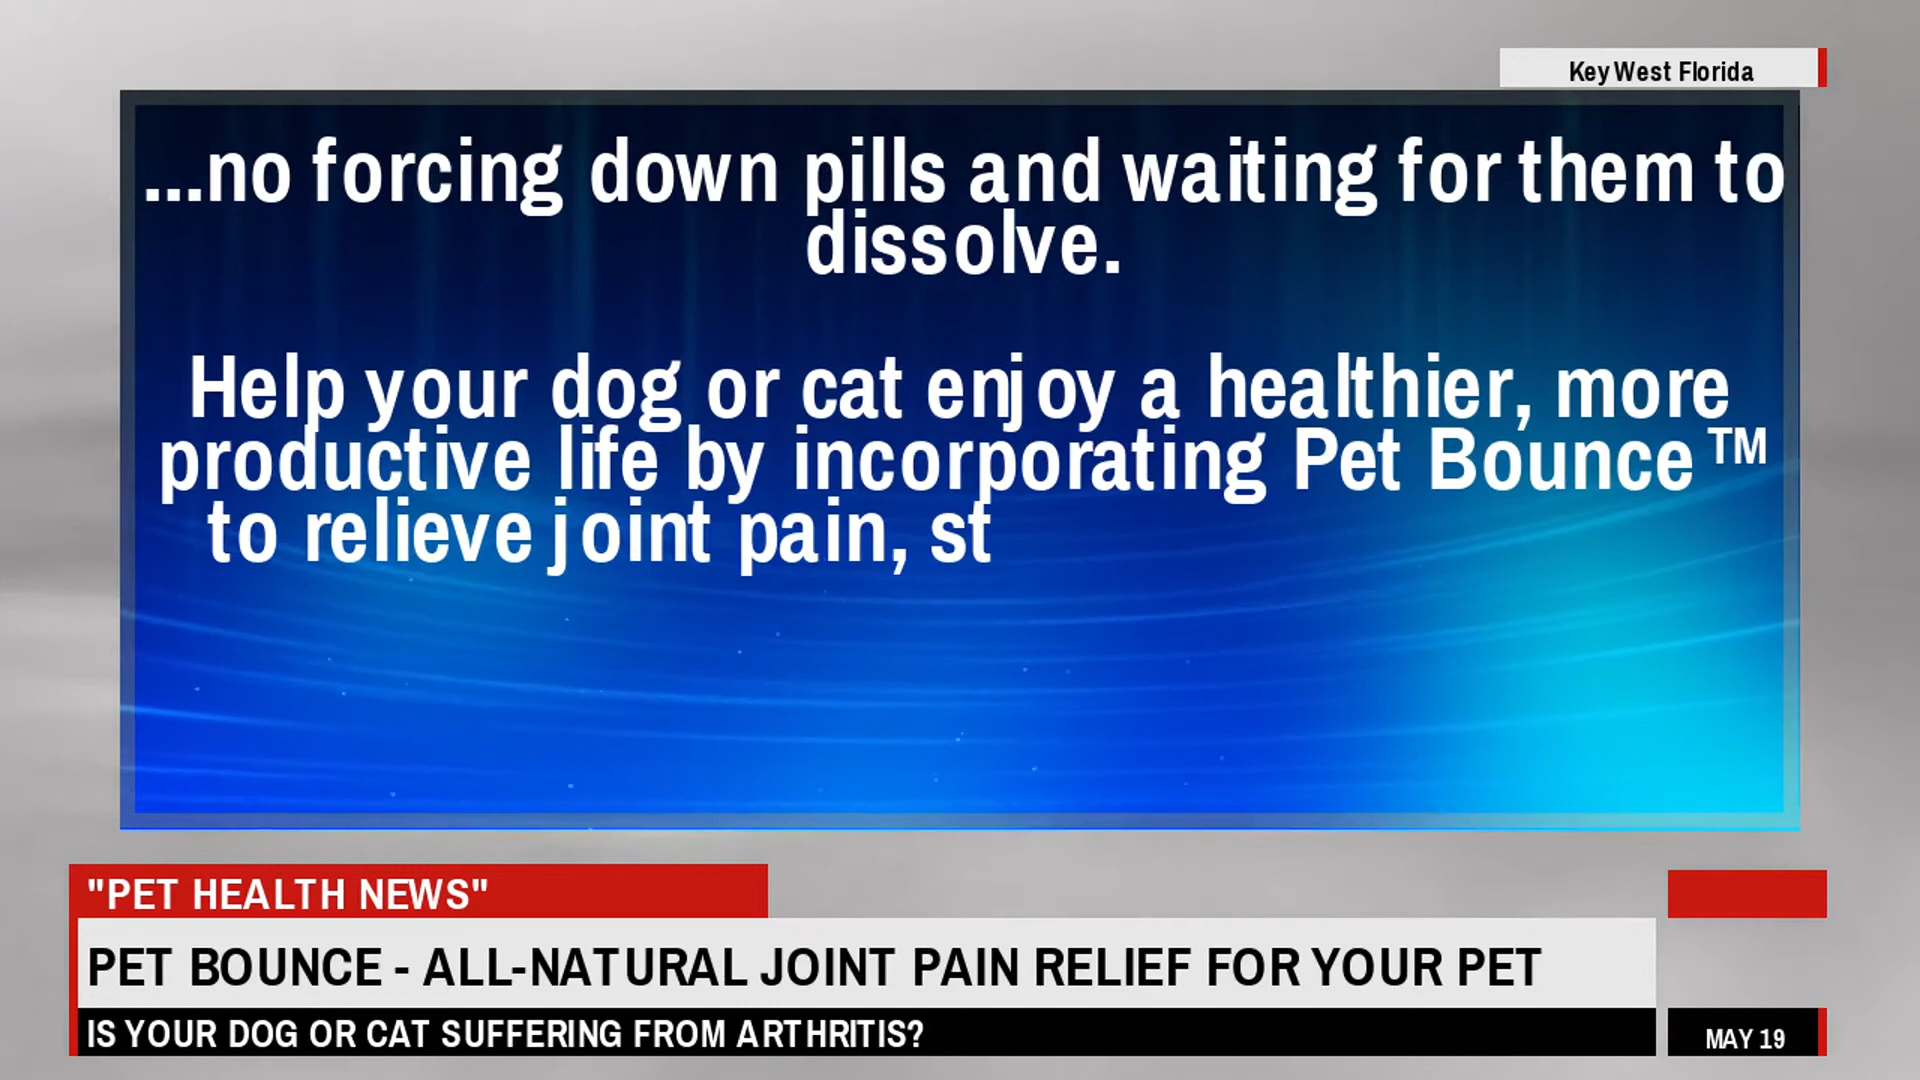 Key West Florida
...no forcing down pills and waiting for them to
dissolve.
Help your dog or cat enjoy a healthier, more
productive life by incorporating Pet Bounce™
to relieve joint pain, st
"PET HEALTH NEWS"
PET BOUNCE - ALL-NATURAL JOINT PAIN RELIEF FOR YOUR PET
IS YOUR DOG OR CAT SUFFERING FROM ARTHRITIS?
MAY 19